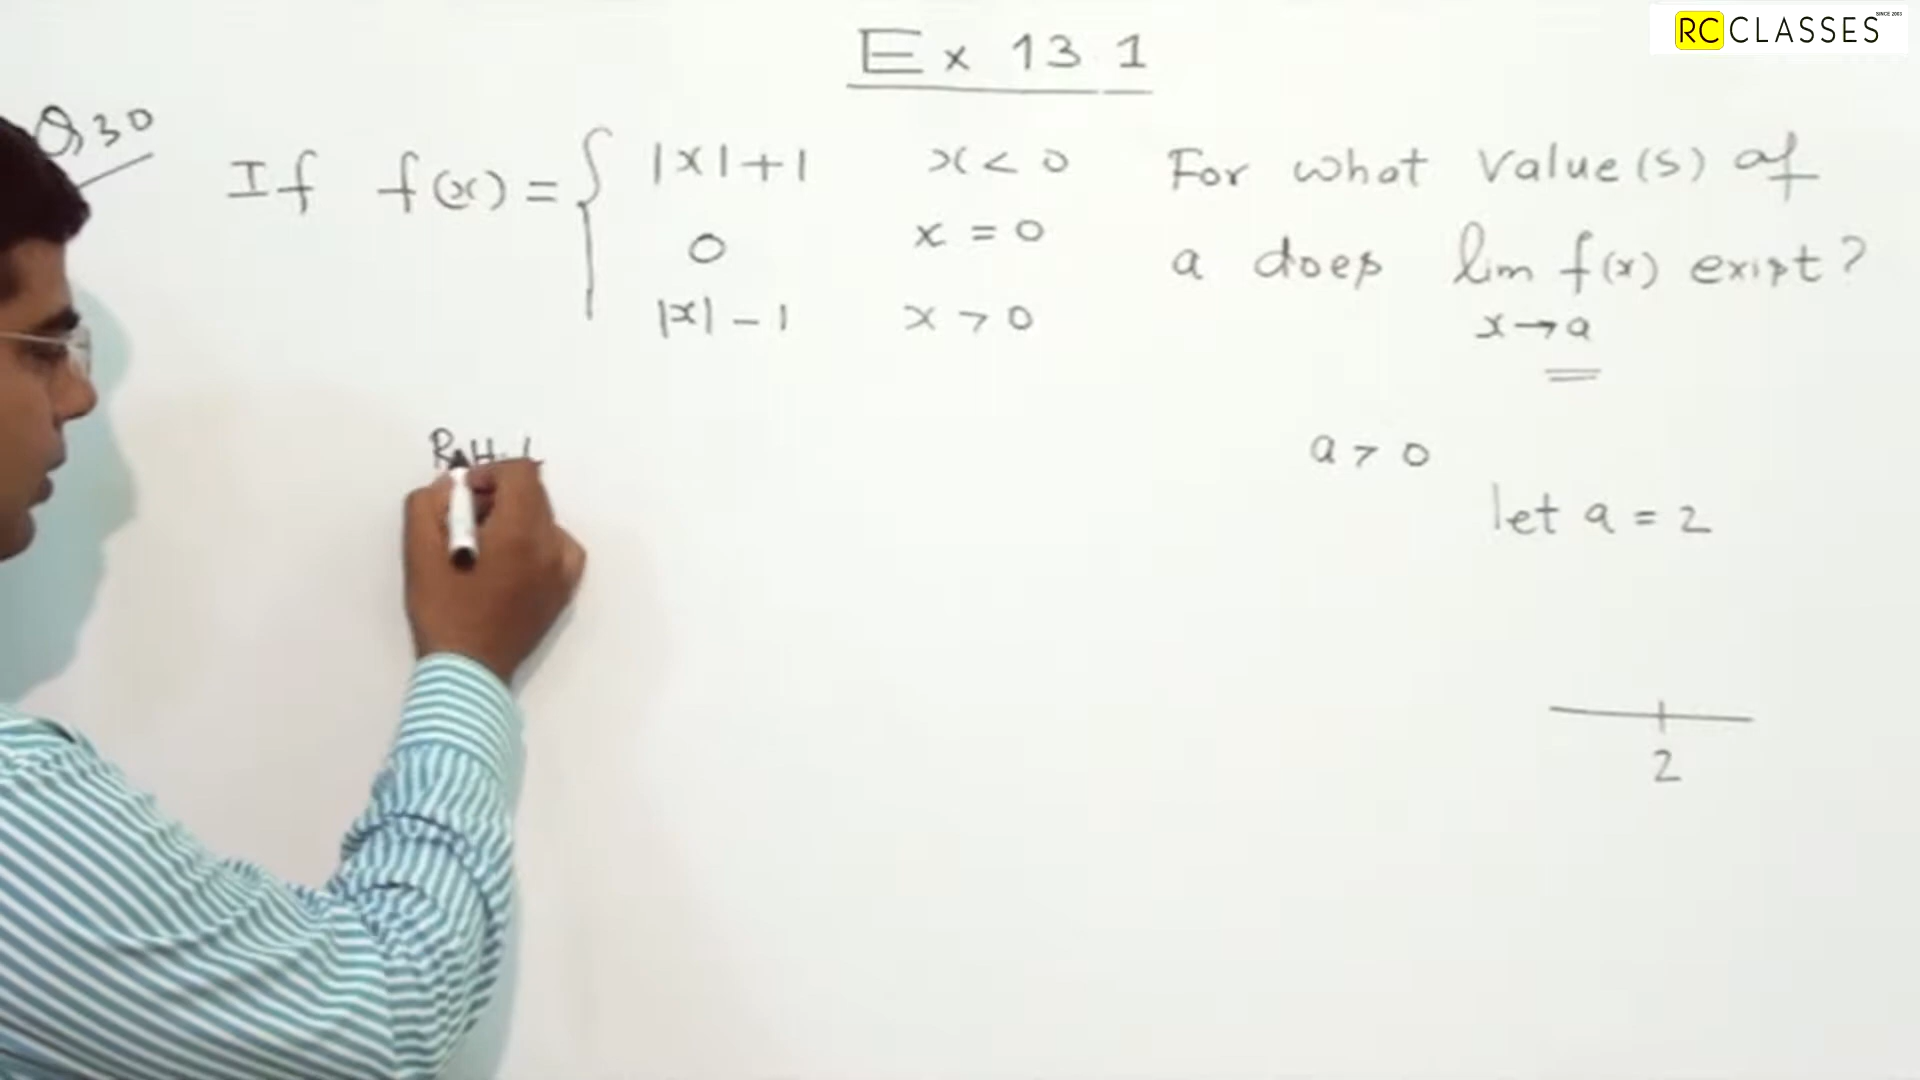 RC CLASSES
SINCE 2003
Ex 13.1
Q30
If f(x) = { |x|+1 x < 0
0 x = 0
|x| - 1 x > 0
For what value(s) of
a does lim f(x) exist?
x→a
a > 0
let a = 2
R.H.L
2